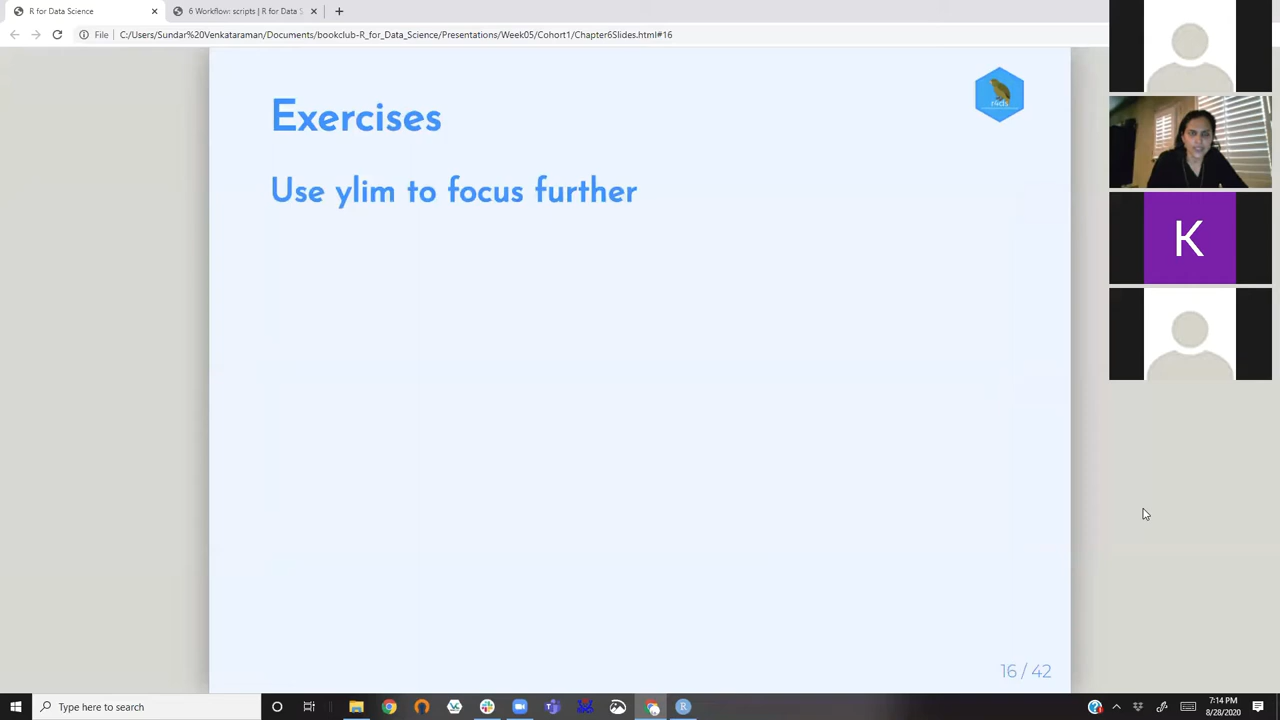 R for Data Science
6 Workflow: scripts | R for Data S
File
C:/Users/Sundar%20Venkataraman/Documents/bookclub-R_for_Data_Science/Presentations/Week05/Cohort1/Chapter6Slides.html#16
Exercises
r4ds
Use ylim to focus further
K
16 / 42
Type here to search
7:14 PM
8/28/2020